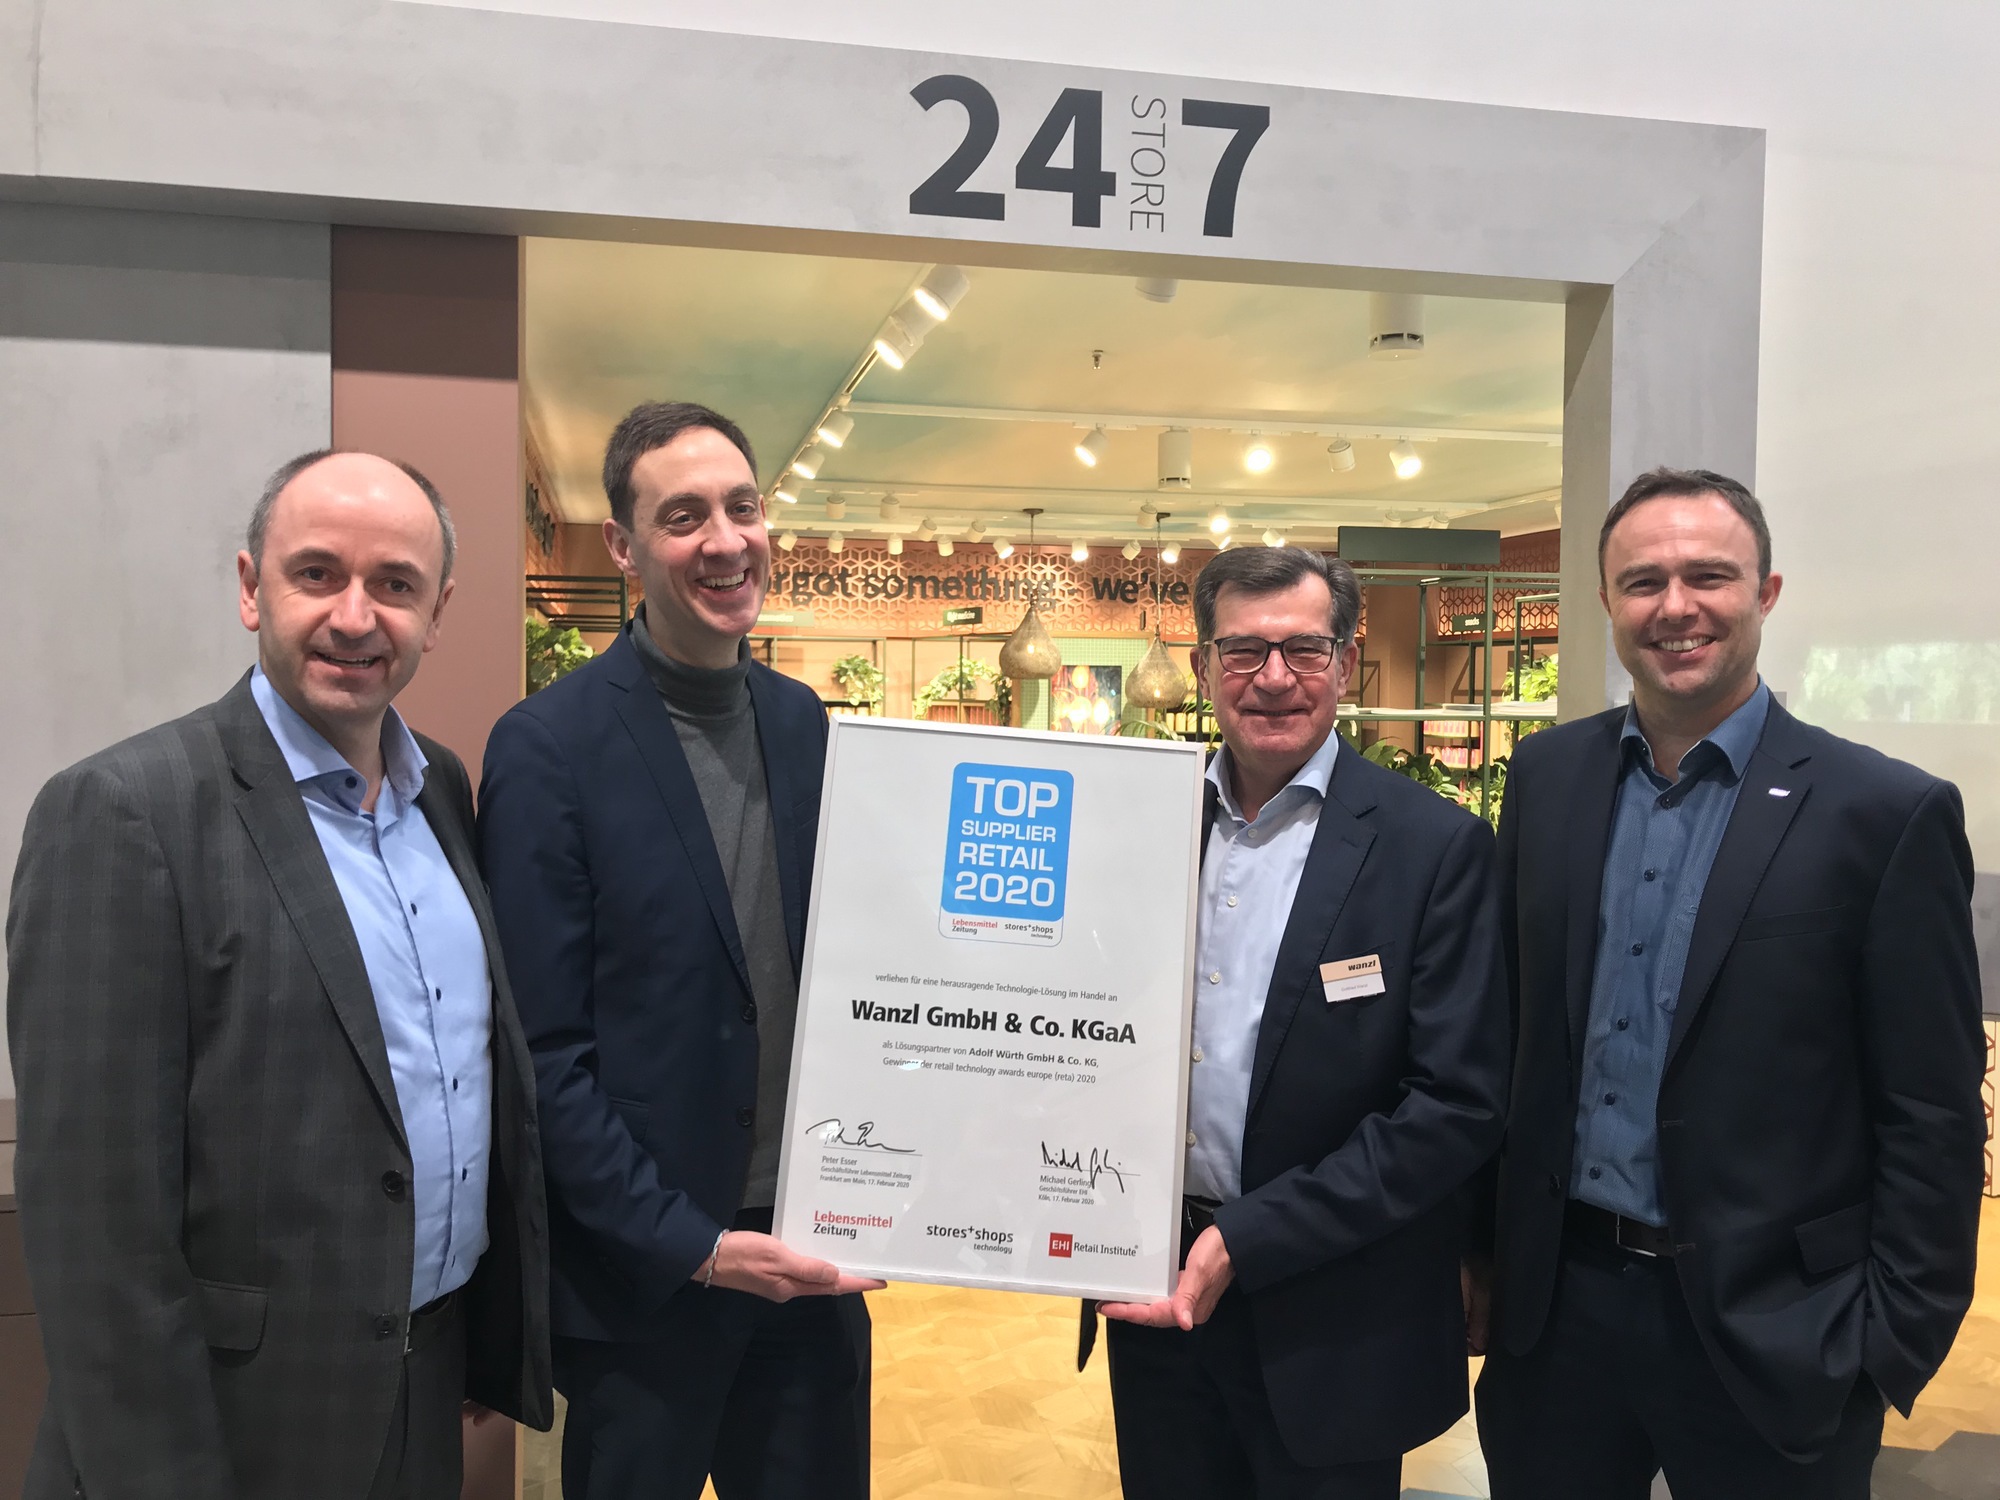 24 STORE 7
rgot something - we've
TOP
SUPPLIER
RETAIL
2020
Lebensmittel
Zeitung
stores+shops
technology
verliehen für eine herausragende Technologie-Lösung im Handel an
Wanzl GmbH & Co. KGaA
als Lösungspartner von Adolf Würth GmbH & Co. KG,
Gewinner der retail technology awards europe (reta) 2020
Peter Esser
Geschäftsführer Lebensmittel Zeitung
Frankfurt am Main, 17. Februar 2020
Michael Gerling
Geschäftsführer EHI
Köln, 17. Februar 2020
Lebensmittel
Zeitung
stores+shops
technology
EHI Retail Institute®
wanzl